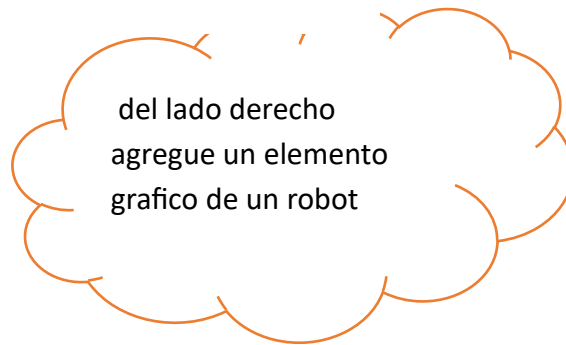 del lado derecho
agregue un elemento
grafico de un robot